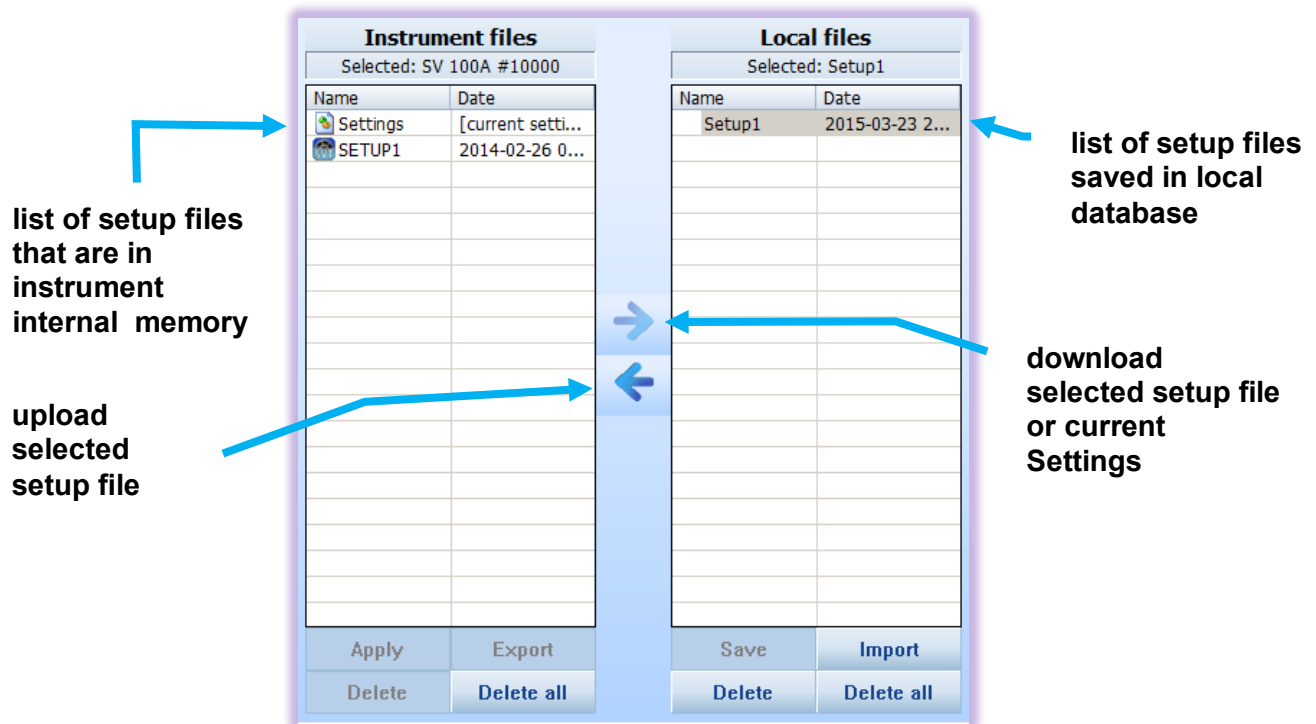 Instrument files
Selected: SV 100A #10000
Name Date
Settings [current setti...
SETUP1 2014-02-26 0...
Apply Export
Delete Delete all
Local files
Selected: Setup1
Name Date
Setup1 2015-03-23 2...
Save Import
Delete Delete all
list of setup files
that are in
instrument
internal memory
upload
selected
setup file
list of setup files
saved in local
database
download
selected setup file
or current
Settings